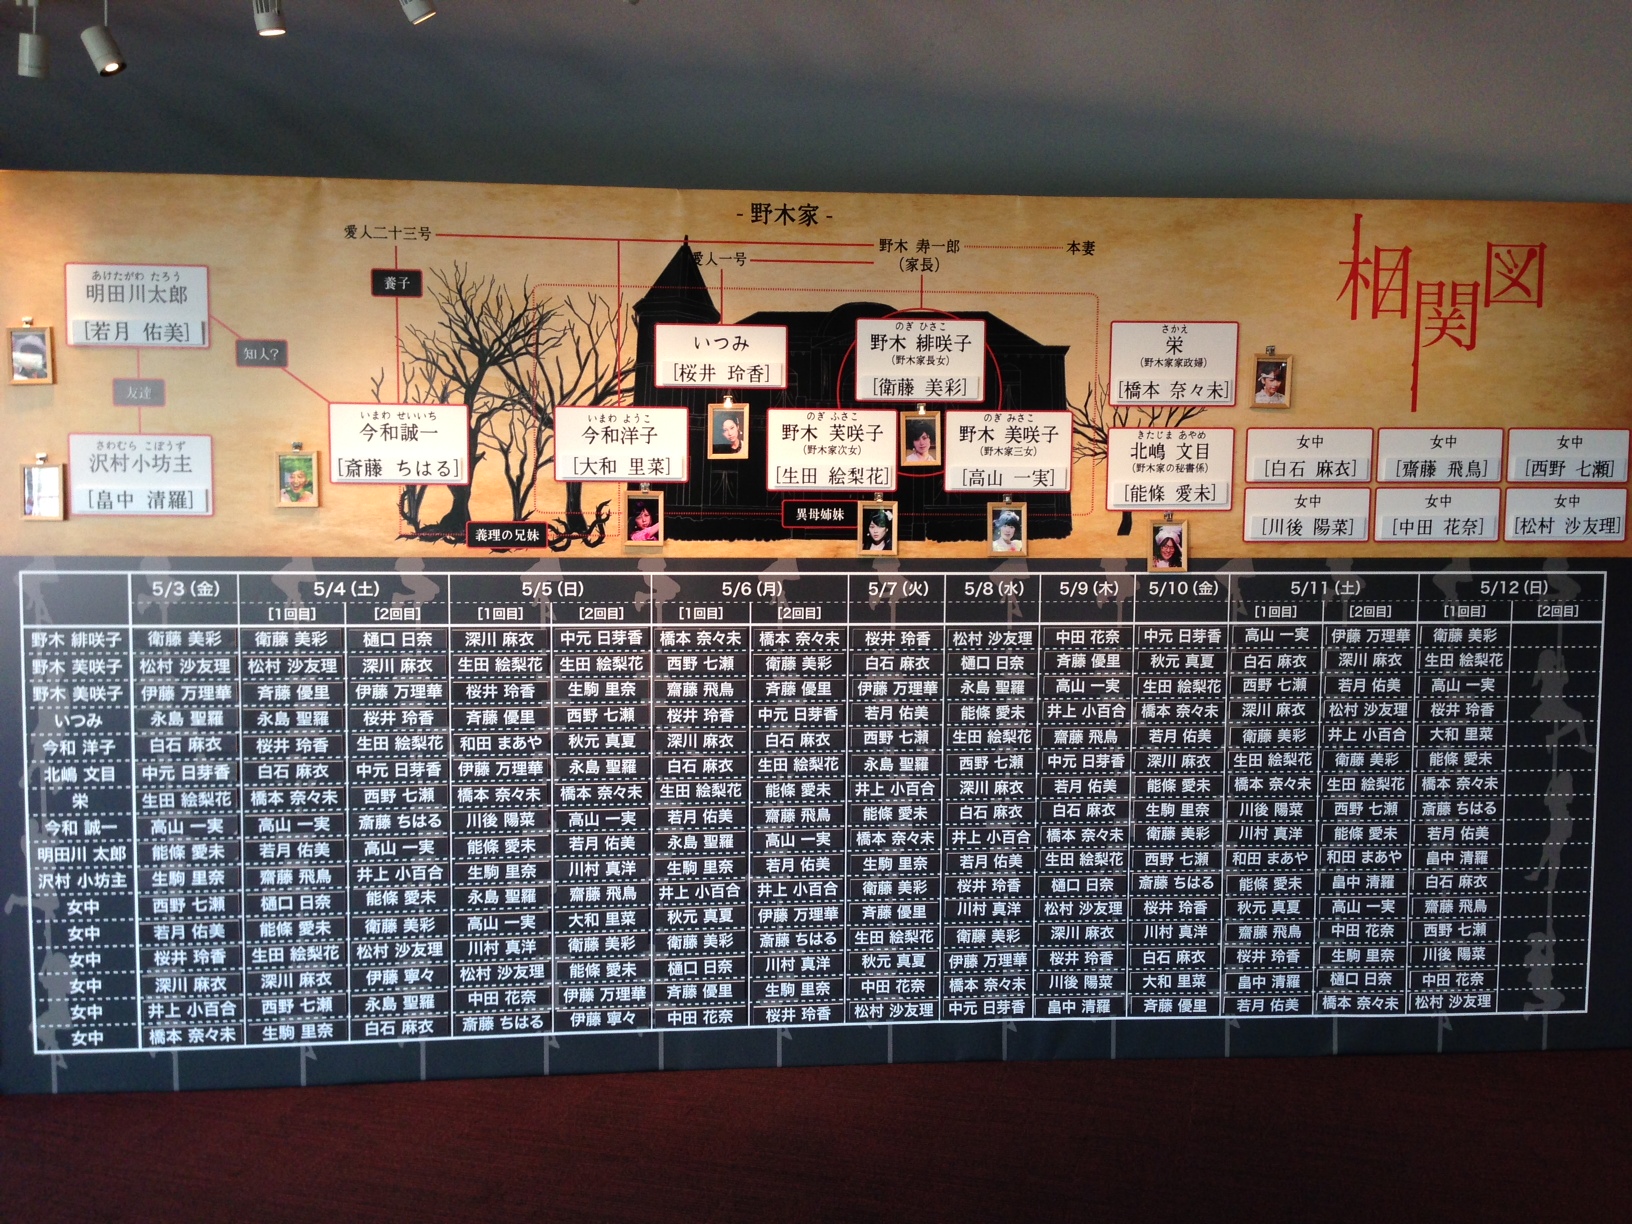 - 野木家 -
愛人二十三号
野木 寿一郎
(家長)
本妻
愛人一号
養子
相関図
あけたがわ たろう
明田川太郎
[若月 佑美]
知人?
友達
さわむら こぼうず
沢村小坊主
[畠中 清羅]
いまわ せいいち
今和誠一
[斎藤 ちはる]
いまわ ようこ
今和洋子
[大和 里菜]
義理の兄妹
いつみ
[桜井 玲香]
のぎ ひさこ
野木 緋咲子
(野木家長女)
[衛藤 美彩]
のぎ ふさこ
野木 芙咲子
(野木家次女)
[生田 絵梨花]
のぎ みさこ
野木 美咲子
(野木家三女)
[高山 一実]
異母姉妹
さかえ
栄
(野木家家政婦)
[橋本 奈々未]
きたじま あやめ
北嶋 文目
(野木家の秘書係)
[能條 愛未]
女中
[白石 麻衣]
女中
[齋藤 飛鳥]
女中
[西野 七瀬]
女中
[川後 陽菜]
女中
[中田 花奈]
女中
[松村 沙友理]
5/3 (金) 5/4 (土) 5/5 (日) 5/6 (月) 5/7 (火) 5/8 (水) 5/9 (木) 5/10 (金) 5/11 (土) 5/12 (日)
[1回目] [2回目] [1回目] [2回目] [1回目] [2回目] [1回目] [2回目] [1回目] [2回目]
野木 緋咲子 衛藤 美彩 衛藤 美彩 樋口 日奈 深川 麻衣 中元 日芽香 橋本 奈々未 橋本 奈々未 桜井 玲香 松村 沙友理 中田 花奈 中元 日芽香 高山 一実 伊藤 万理華 衛藤 美彩
野木 芙咲子 松村 沙友理 松村 沙友理 深川 麻衣 生田 絵梨花 生田 絵梨花 西野 七瀬 衛藤 美彩 白石 麻衣 樋口 日奈 斉藤 優里 秋元 真夏 白石 麻衣 深川 麻衣 生田 絵梨花
野木 美咲子 伊藤 万理華 斉藤 優里 伊藤 万理華 桜井 玲香 生駒 里奈 齋藤 飛鳥 斉藤 優里 伊藤 万理華 永島 聖羅 高山 一実 生田 絵梨花 西野 七瀬 若月 佑美 高山 一実
いつみ 永島 聖羅 永島 聖羅 桜井 玲香 斉藤 優里 西野 七瀬 桜井 玲香 中元 日芽香 若月 佑美 能條 愛未 井上 小百合 橋本 奈々未 深川 麻衣 松村 沙友理 桜井 玲香
今和 洋子 白石 麻衣 桜井 玲香 生田 絵梨花 和田 まあや 秋元 真夏 深川 麻衣 白石 麻衣 西野 七瀬 生田 絵梨花 齋藤 飛鳥 若月 佑美 衛藤 美彩 井上 小百合 大和 里菜
北嶋 文目 中元 日芽香 白石 麻衣 中元 日芽香 伊藤 万理華 永島 聖羅 白石 麻衣 生田 絵梨花 永島 聖羅 西野 七瀬 中元 日芽香 深川 麻衣 生田 絵梨花 衛藤 美彩 能條 愛未
栄 生田 絵梨花 橋本 奈々未 西野 七瀬 橋本 奈々未 橋本 奈々未 生田 絵梨花 能條 愛未 井上 小百合 深川 麻衣 若月 佑美 能條 愛未 橋本 奈々未 生田 絵梨花 橋本 奈々未
今和 誠一 高山 一実 高山 一実 斎藤 ちはる 川後 陽菜 高山 一実 若月 佑美 齋藤 飛鳥 能條 愛未 白石 麻衣 白石 麻衣 生駒 里奈 川後 陽菜 西野 七瀬 斎藤 ちはる
明田川 太郎 能條 愛未 若月 佑美 高山 一実 能條 愛未 若月 佑美 永島 聖羅 高山 一実 橋本 奈々未 井上 小百合 橋本 奈々未 衛藤 美彩 川村 真洋 能條 愛未 若月 佑美
沢村 小坊主 生駒 里奈 齋藤 飛鳥 井上 小百合 生駒 里奈 川村 真洋 生駒 里奈 若月 佑美 生駒 里奈 若月 佑美 生田 絵梨花 西野 七瀬 和田 まあや 和田 まあや 畠中 清羅
女中 西野 七瀬 樋口 日奈 能條 愛未 永島 聖羅 齋藤 飛鳥 井上 小百合 井上 小百合 衛藤 美彩 桜井 玲香 樋口 日奈 斎藤 ちはる 能條 愛未 畠中 清羅 白石 麻衣
女中 若月 佑美 能條 愛未 衛藤 美彩 高山 一実 大和 里菜 秋元 真夏 伊藤 万理華 斉藤 優里 川村 真洋 松村 沙友理 桜井 玲香 秋元 真夏 高山 一実 齋藤 飛鳥
女中 桜井 玲香 生田 絵梨花 松村 沙友理 川村 真洋 衛藤 美彩 衛藤 美彩 斎藤 ちはる 生田 絵梨花 衛藤 美彩 深川 麻衣 川村 真洋 齋藤 飛鳥 中田 花奈 西野 七瀬
女中 深川 麻衣 深川 麻衣 伊藤 寧々 松村 沙友理 能條 愛未 樋口 日奈 川村 真洋 秋元 真夏 伊藤 万理華 桜井 玲香 白石 麻衣 桜井 玲香 生駒 里奈 川後 陽菜
女中 井上 小百合 西野 七瀬 永島 聖羅 中田 花奈 伊藤 万理華 斉藤 優里 生駒 里奈 中田 花奈 橋本 奈々未 川後 陽菜 大和 里菜 畠中 清羅 樋口 日奈 中田 花奈
女中 橋本 奈々未 生駒 里奈 白石 麻衣 斎藤 ちはる 伊藤 寧々 中田 花奈 桜井 玲香 松村 沙友理 中元 日芽香 畠中 清羅 斉藤 優里 若月 佑美 橋本 奈々未 松村 沙友理